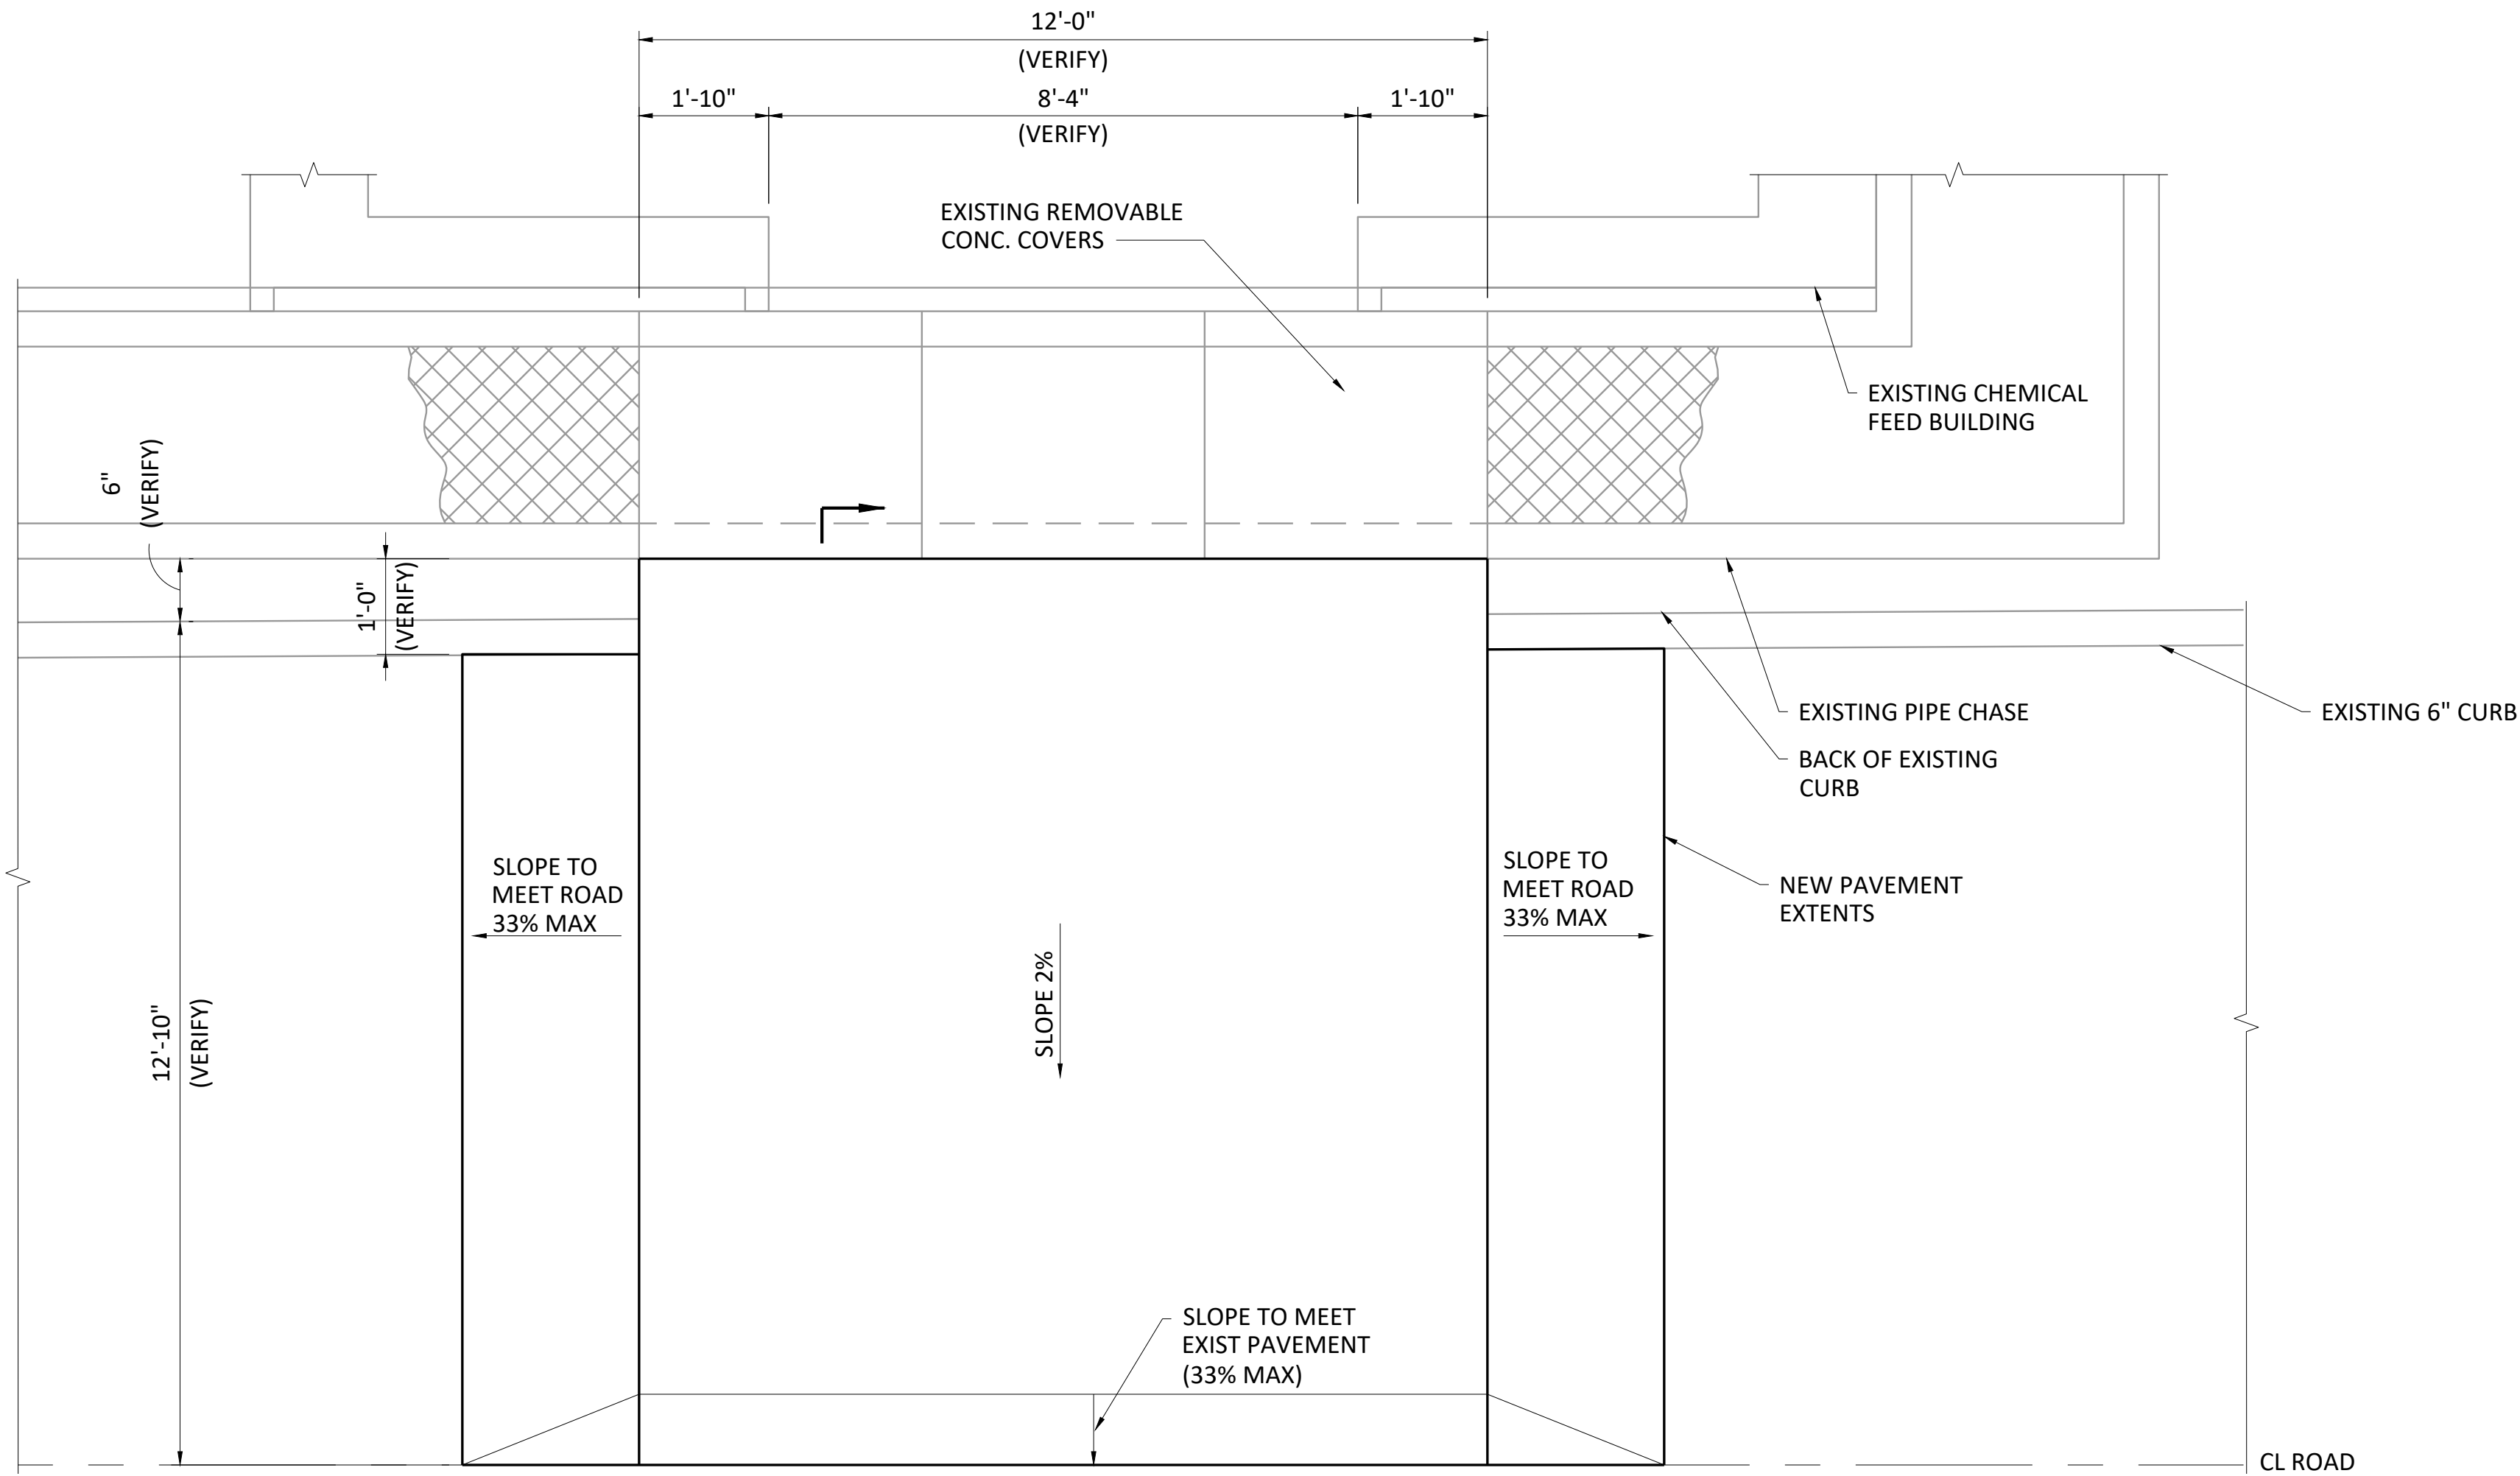 12'-0"
(VERIFY)
1'-10"
8'-4"
1'-10"
(VERIFY)
EXISTING REMOVABLE
CONC. COVERS
EXISTING CHEMICAL
FEED BUILDING
6"
(VERIFY)
1'-0"
(VERIFY)
EXISTING PIPE CHASE
EXISTING 6" CURB
BACK OF EXISTING
CURB
SLOPE TO
MEET ROAD
33% MAX
SLOPE TO
MEET ROAD
33% MAX
NEW PAVEMENT
EXTENTS
12'-10"
(VERIFY)
SLOPE 2%
SLOPE TO MEET
EXIST PAVEMENT
(33% MAX)
CL ROAD